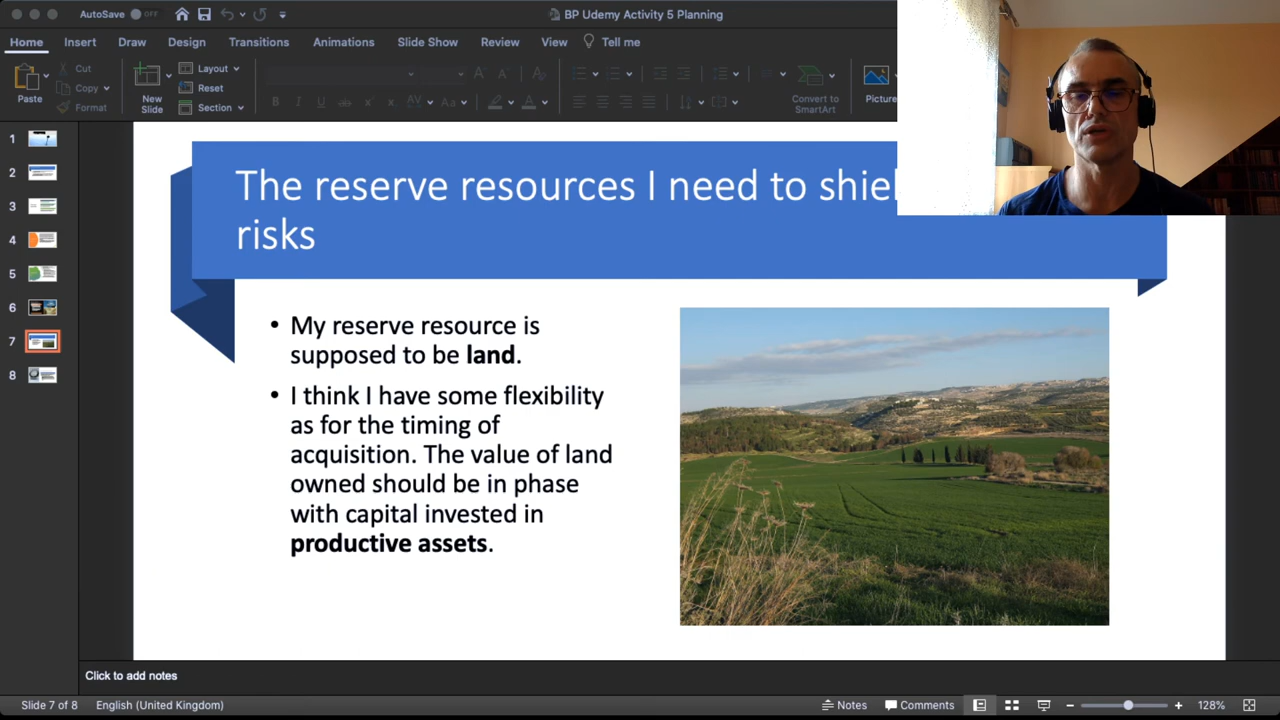 AutoSave OFF
BP Udemy Activity 5 Planning
Home Insert Draw Design Transitions Animations Slide Show Review View Tell me
Paste
Cut
Copy
Format
New
Slide
Layout
Reset
Section
B I U ab x x AV Aa A
A A A
Convert to
SmartArt
Picture
1
2
3
4
5
6
7
8
The reserve resources I need to
risks
• My reserve resource is
supposed to be land.
• I think I have some flexibility
as for the timing of
acquisition. The value of land
owned should be in phase
with capital invested in
productive assets.
Click to add notes
Slide 7 of 8 English (United Kingdom) Notes Comments 128%